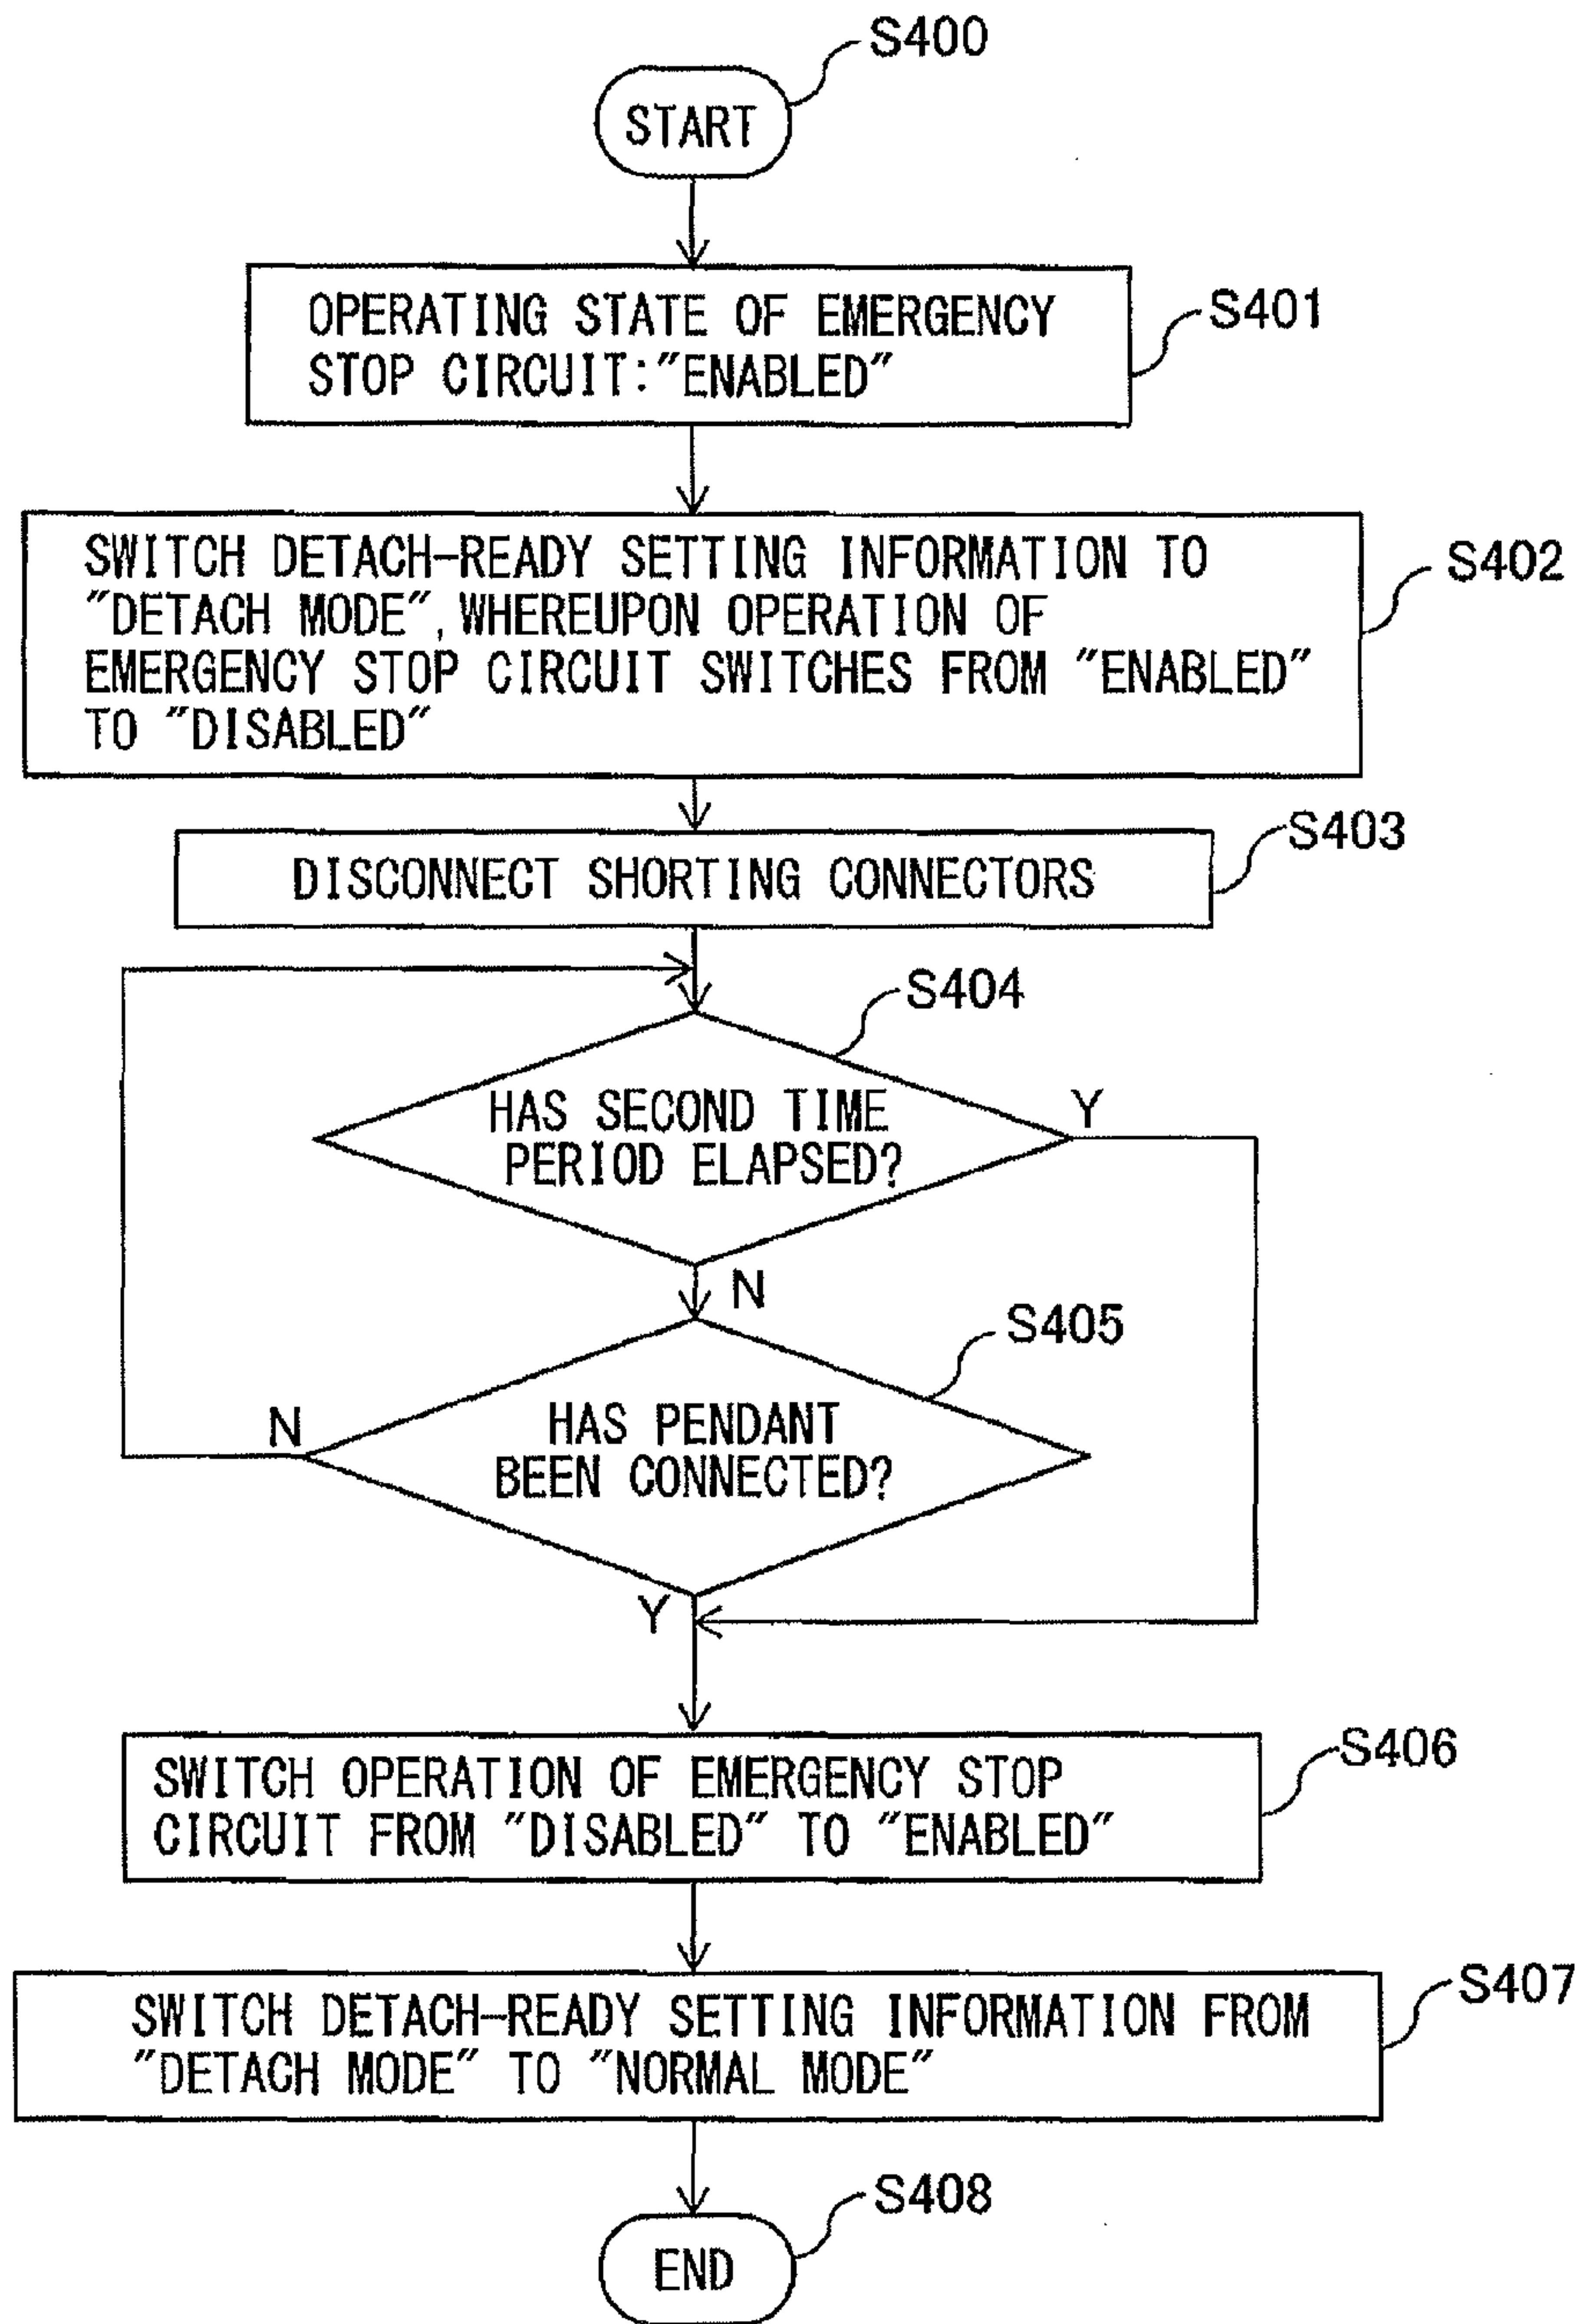 S400
START
OPERATING STATE OF EMERGENCY
STOP CIRCUIT:"ENABLED"
S401
SWITCH DETACH-READY SETTING INFORMATION TO
"DETACH MODE", WHEREUPON OPERATION OF
EMERGENCY STOP CIRCUIT SWITCHES FROM "ENABLED"
TO "DISABLED"
S402
DISCONNECT SHORTING CONNECTORS
S403
S404
HAS SECOND TIME
PERIOD ELAPSED?
Y
N
S405
HAS PENDANT
BEEN CONNECTED?
N
Y
SWITCH OPERATION OF EMERGENCY STOP
CIRCUIT FROM "DISABLED" TO "ENABLED"
S406
SWITCH DETACH-READY SETTING INFORMATION FROM
"DETACH MODE" TO "NORMAL MODE"
S407
S408
END